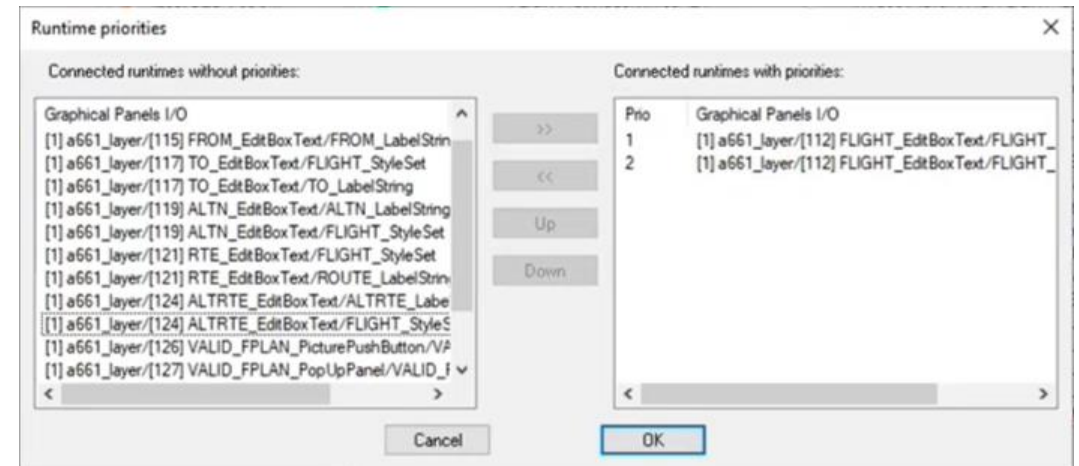 Runtime priorities
Connected runtimes without priorities:
Graphical Panels I/O
[1] a661_layer/[115] FROM_EditBoxText/FROM_LabelStrin
[1] a661_layer/[117] TO_EditBoxText/FLIGHT_StyleSet
[1] a661_layer/[117] TO_EditBoxText/TO_LabelString
[1] a661_layer/[119] ALTN_EditBoxText/ALTN_LabelString
[1] a661_layer/[119] ALTN_EditBoxText/FLIGHT_StyleSet
[1] a661_layer/[121] RTE_EditBoxText/FLIGHT_StyleSet
[1] a661_layer/[121] RTE_EditBoxText/ROUTE_LabelStrin
[1] a661_layer/[124] ALTRTE_EditBoxText/ALTRTE_Labe
[1] a661_layer/[124] ALTRTE_EditBoxText/FLIGHT_StyleS
[1] a661_layer/[126] VALID_FPLAN_PicturePushButton/VA
[1] a661_layer/[127] VALID_FPLAN_PopUpPanel/VALID_F
>>
<<
Up
Down
Connected runtimes with priorities:
Prio Graphical Panels I/O
1 [1] a661_layer/[112] FLIGHT_EditBoxText/FLIGHT_
2 [1] a661_layer/[112] FLIGHT_EditBoxText/FLIGHT_
Cancel
OK